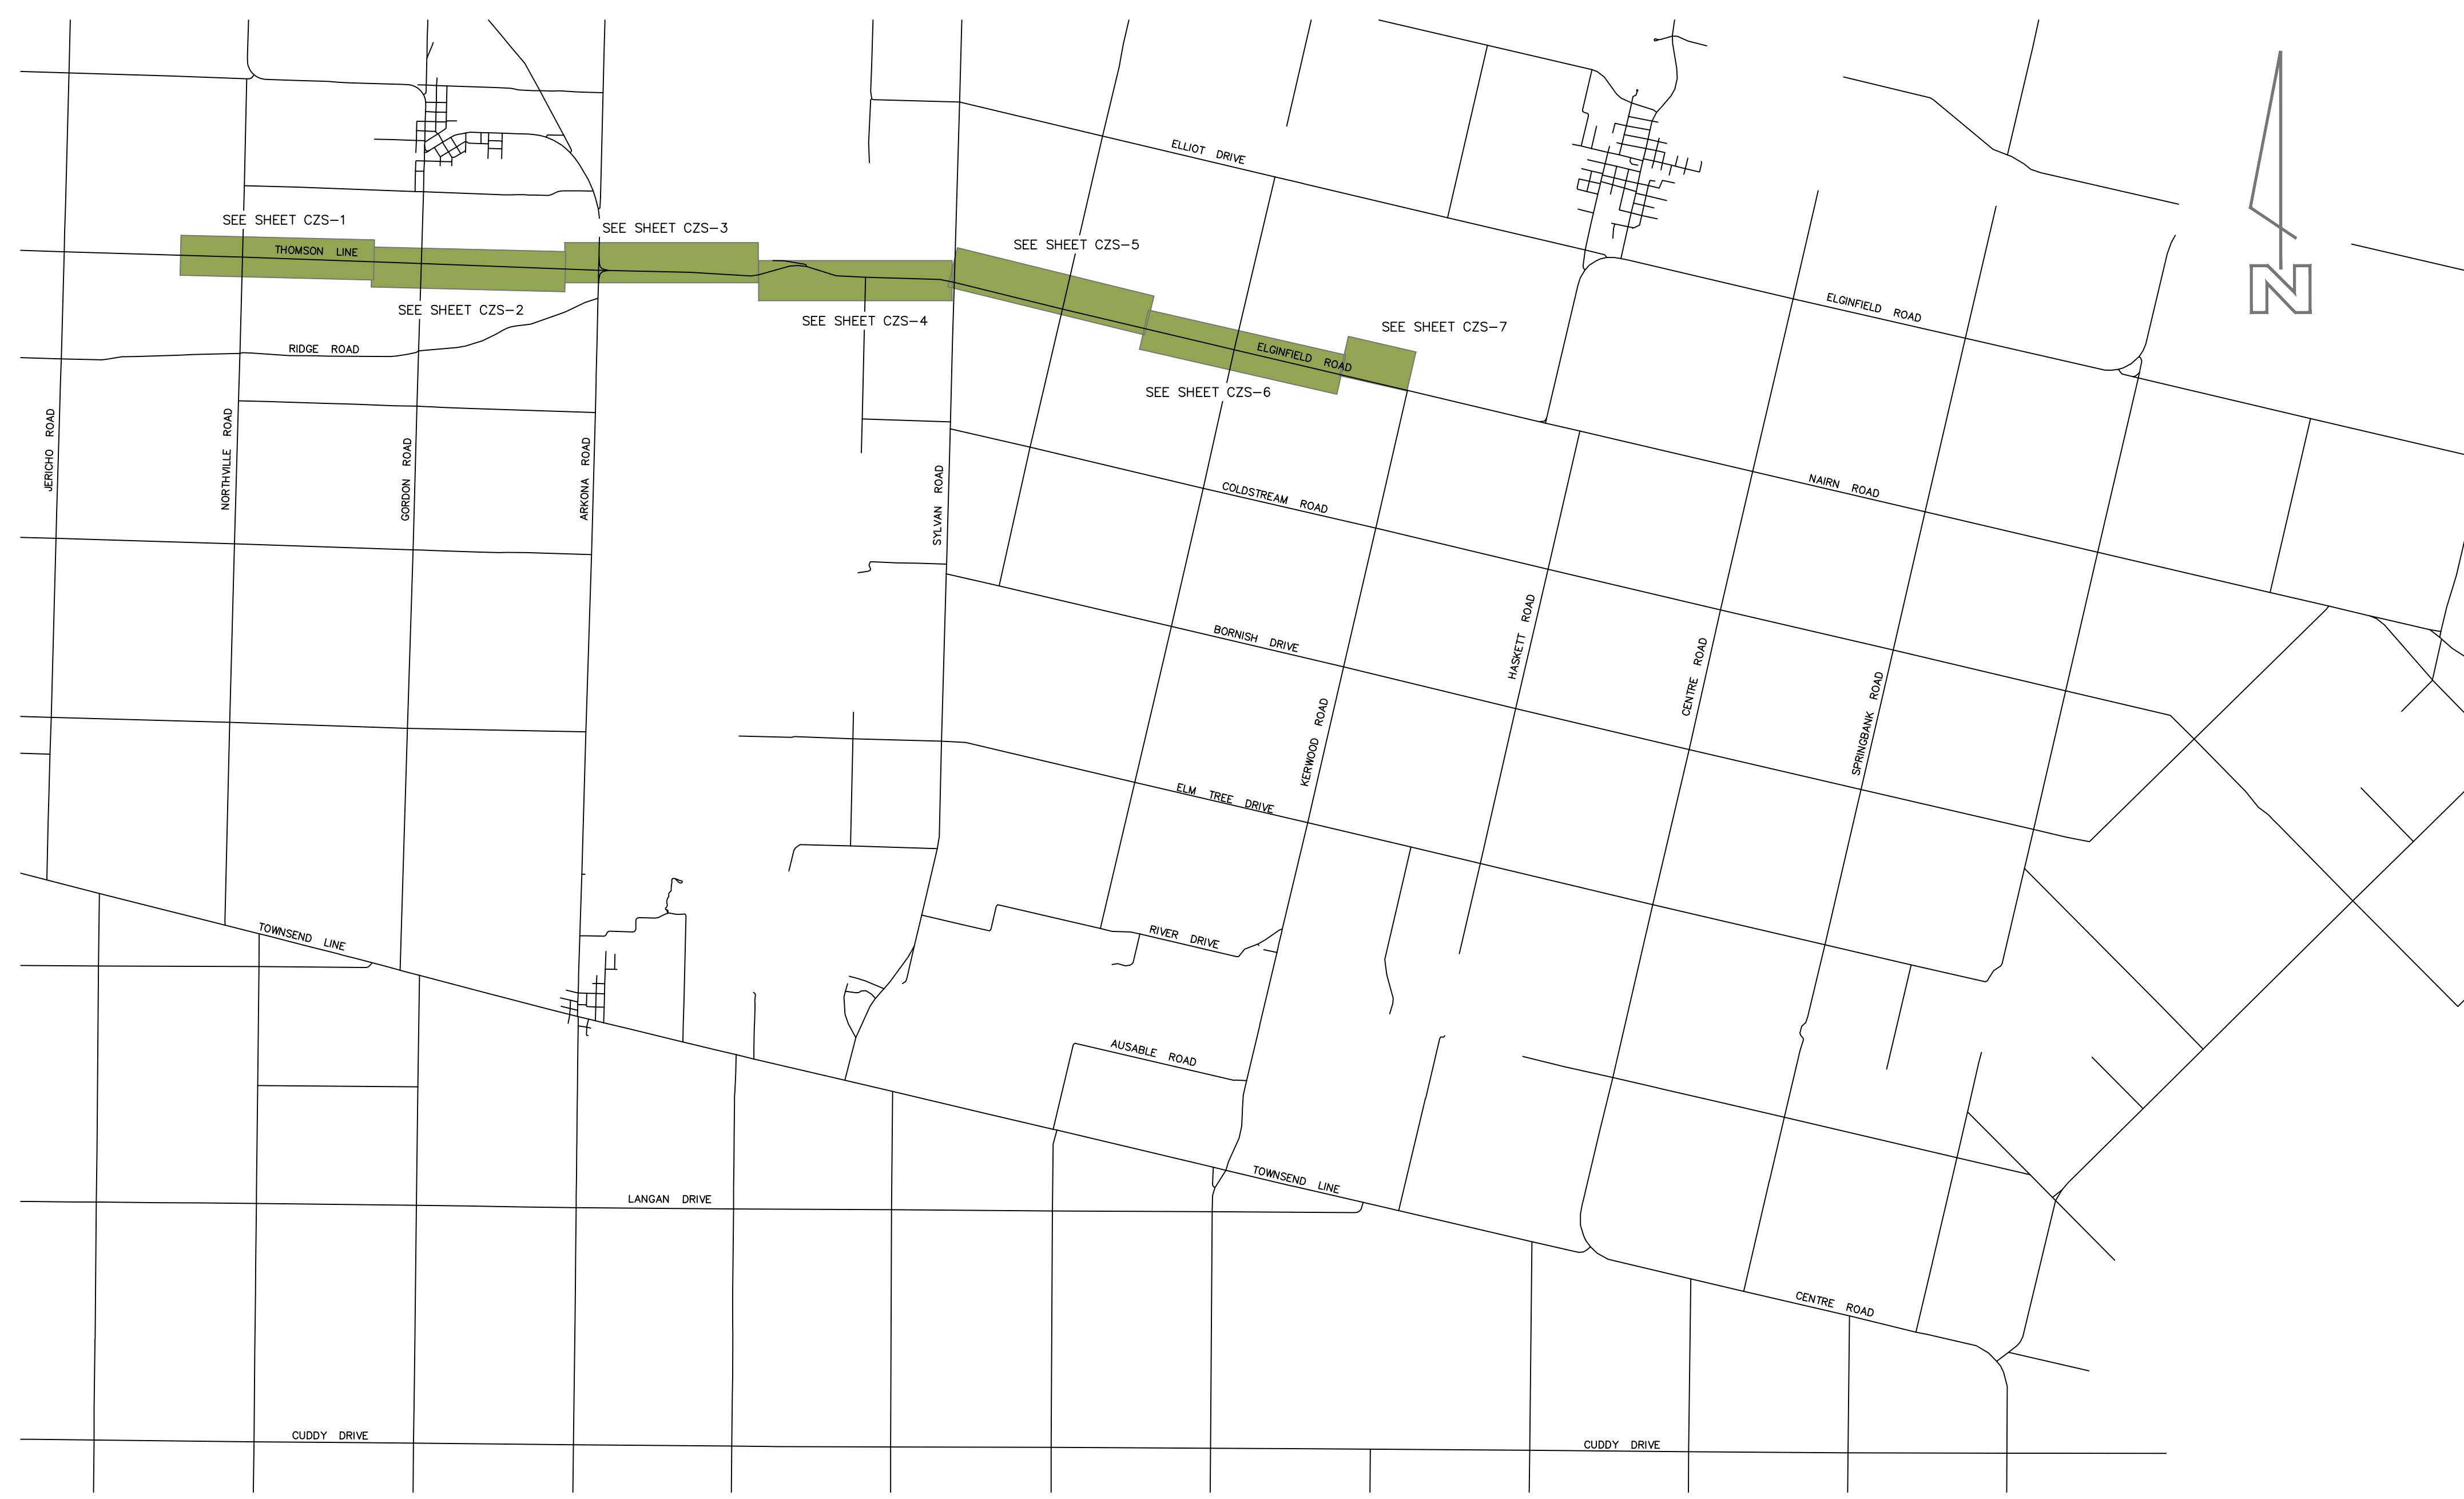 ELLIOT DRIVE
SEE SHEET CZS-1
SEE SHEET CZS-3
SEE SHEET CZS-5
THOMSON LINE
SEE SHEET CZS-2
SEE SHEET CZS-4
SEE SHEET CZS-7
ELGINFIELD ROAD
N
RIDGE ROAD
ELGINFIELD ROAD
SEE SHEET CZS-6
JERICHO ROAD
NORTHVILLE ROAD
GORDON ROAD
ARKONA ROAD
SYLVAN ROAD
COLDSTREAM ROAD
NAIRN ROAD
BORNISH DRIVE
HASKETT ROAD
CENTRE ROAD
SPRINGBANK ROAD
KERWOOD ROAD
ELM TREE DRIVE
TOWNSEND LINE
RIVER DRIVE
AUSABLE ROAD
TOWNSEND LINE
LANGAN DRIVE
CENTRE ROAD
CUDDY DRIVE
CUDDY DRIVE